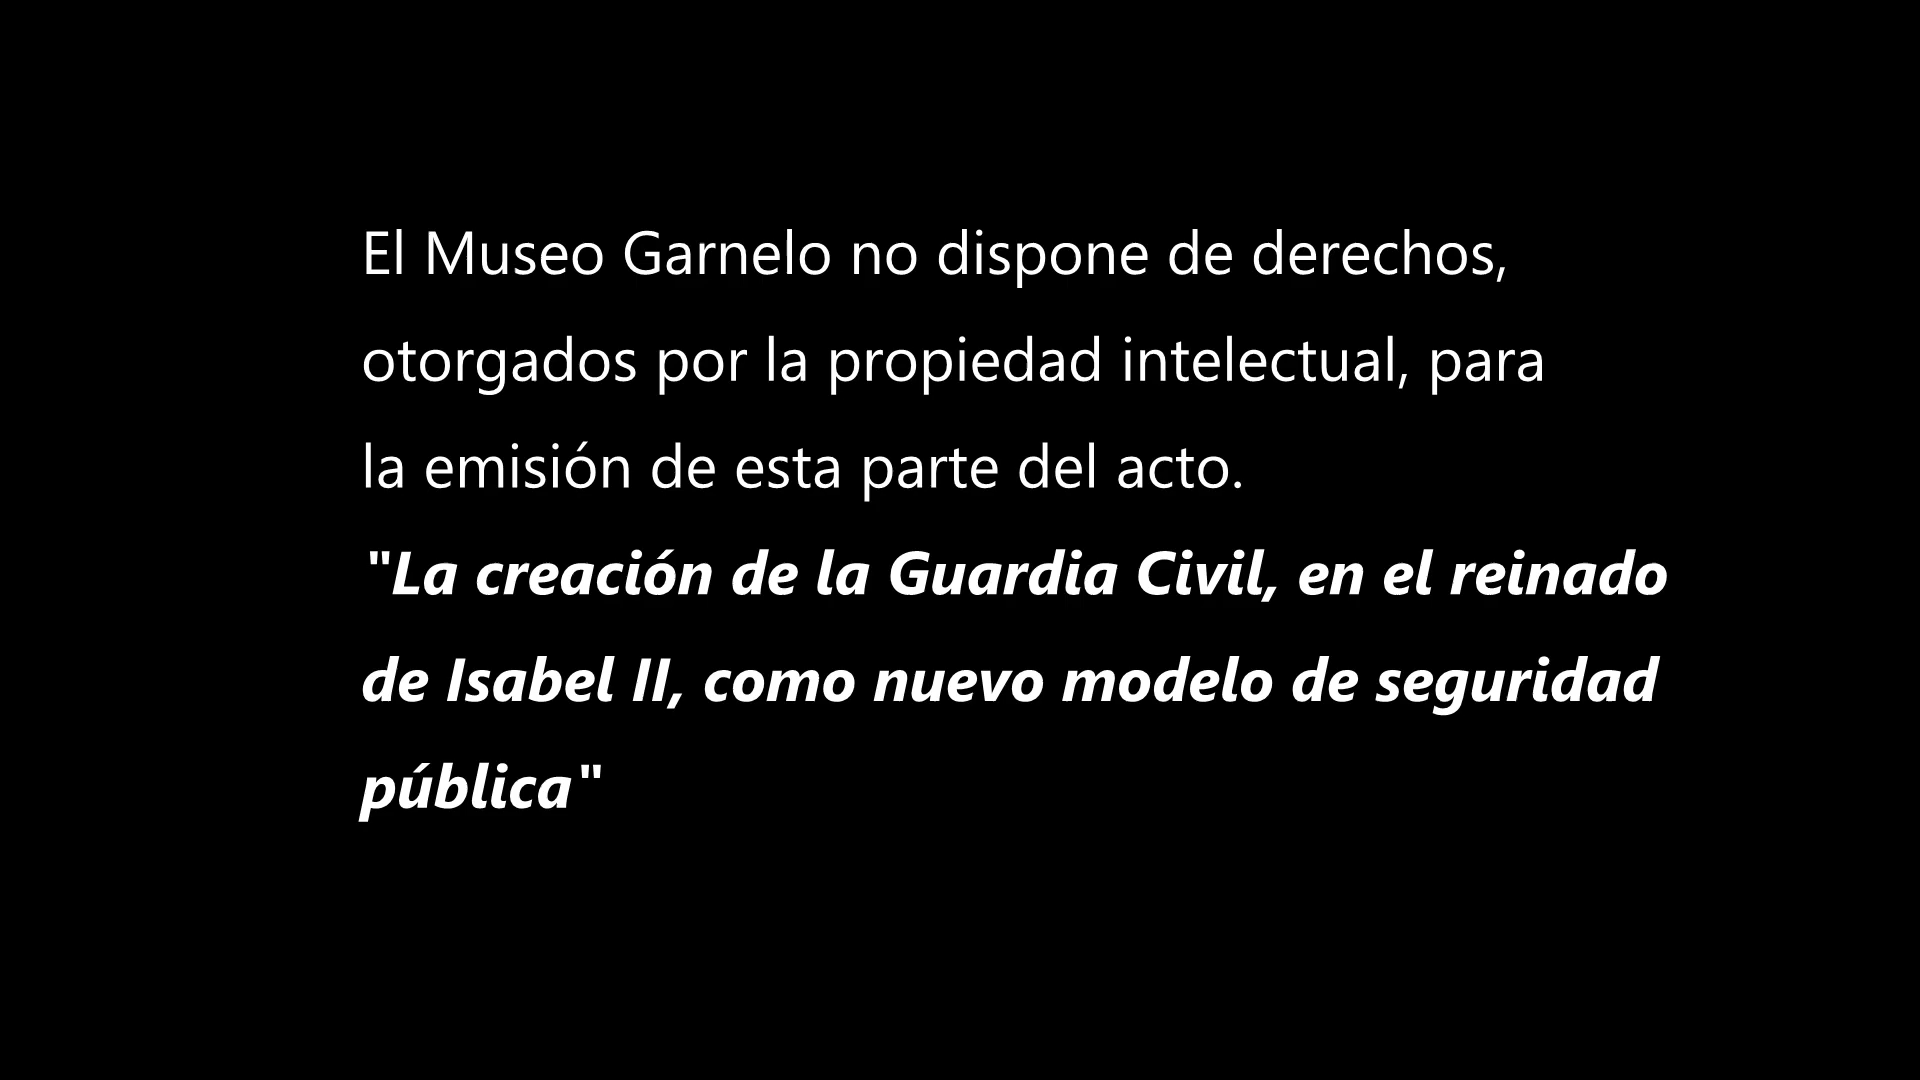 El Museo Garnelo no dispone de derechos,
otorgados por la propiedad intelectual, para
la emisión de esta parte del acto.
"La creación de la Guardia Civil, en el reinado
de Isabel II, como nuevo modelo de seguridad
pública"